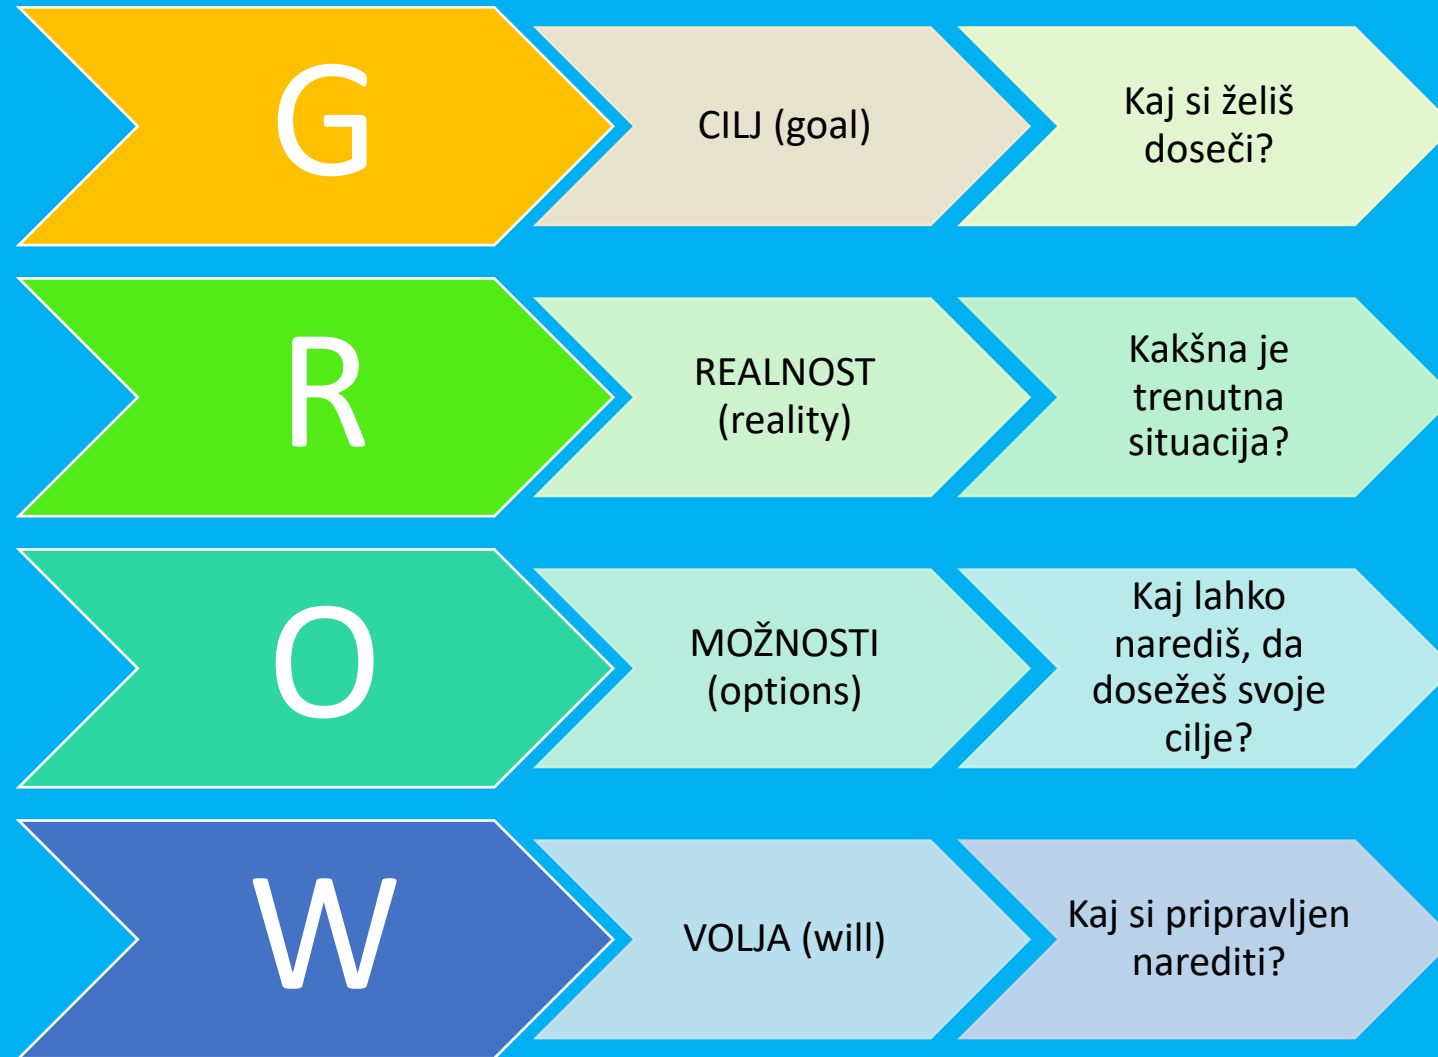 G
CILJ (goal)
Kaj si želiš
doseči?
R
REALNOST
(reality)
Kakšna je
trenutna
situacija?
O
MOŽNOSTI
(options)
Kaj lahko
narediš, da
dosežeš svoje
cilje?
W
VOLJA (will)
Kaj si pripravljen
narediti?